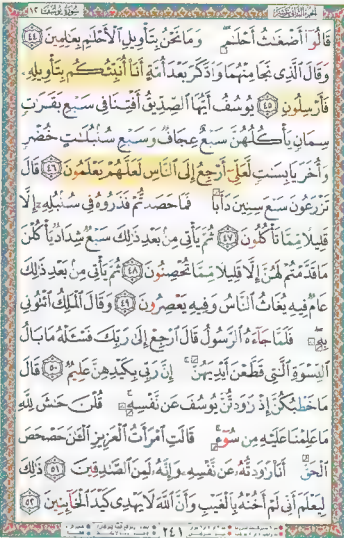 الجزء الثاني عشر
سورة يوسف ١٢
قَالُوٓا۟ أَضْغَٰثُ أَحْلَٰمٍ وَمَا نَحْنُ بِتَأْوِيلِ ٱلْأَحْلَٰمِ بِعَٰلِمِينَ ٤٤
وَقَالَ ٱلَّذِى نَجَا مِنْهُمَا وَٱدَّكَرَ بَعْدَ أُمَّةٍ أَنَا۠ أُنَبِّئُكُم بِتَأْوِيلِهِۦ
فَأَرْسِلُونِ ٤٥ يُوسُفُ أَيُّهَا ٱلصِّدِّيقُ أَفْتِنَا فِى سَبْعِ بَقَرَٰتٍ
سِمَانٍ يَأْكُلُهُنَّ سَبْعٌ عِجَافٌ وَسَبْعِ سُنۢبُلَٰتٍ خُضْرٍ
وَأُخَرَ يَابِسَٰتٍ لَّعَلِّىٓ أَرْجِعُ إِلَى ٱلنَّاسِ لَعَلَّهُمْ يَعْلَمُونَ ٤٦ قَالَ
تَزْرَعُونَ سَبْعَ سِنِينَ دَأَبًا فَمَا حَصَدتُّمْ فَذَرُوهُ فِى سُنۢبُلِهِۦٓ إِلَّا
قَلِيلًا مِّمَّا تَأْكُلُونَ ٤٧ ثُمَّ يَأْتِى مِنۢ بَعْدِ ذَٰلِكَ سَبْعٌ شِدَادٌ يَأْكُلْنَ
مَا قَدَّمْتُمْ لَهُنَّ إِلَّا قَلِيلًا مِّمَّا تُحْصِنُونَ ٤٨ ثُمَّ يَأْتِى مِنۢ بَعْدِ ذَٰلِكَ
عَامٌ فِيهِ يُغَاثُ ٱلنَّاسُ وَفِيهِ يَعْصِرُونَ ٤٩ وَقَالَ ٱلْمَلِكُ ٱئْتُونِى
بِهِۦ فَلَمَّا جَآءَهُ ٱلرَّسُولُ قَالَ ٱرْجِعْ إِلَىٰ رَبِّكَ فَسْـَٔلْهُ مَا بَالُ
ٱلنِّسْوَةِ ٱلَّٰتِى قَطَّعْنَ أَيْدِيَهُنَّ إِنَّ رَبِّى بِكَيْدِهِنَّ عَلِيمٌ ٥٠ قَالَ
مَا خَطْبُكُنَّ إِذْ رَٰوَدتُّنَّ يُوسُفَ عَن نَّفْسِهِۦ قُلْنَ حَٰشَ لِلَّهِ
مَا عَلِمْنَا عَلَيْهِ مِن سُوٓءٍ قَالَتِ ٱمْرَأَتُ ٱلْعَزِيزِ ٱلْـَٰٔنَ حَصْحَصَ
ٱلْحَقُّ أَنَا۠ رَٰوَدتُّهُۥ عَن نَّفْسِهِۦ وَإِنَّهُۥ لَمِنَ ٱلصَّٰدِقِينَ ٥١ ذَٰلِكَ
لِيَعْلَمَ أَنِّى لَمْ أَخُنْهُ بِٱلْغَيْبِ وَأَنَّ ٱللَّهَ لَا يَهْدِى كَيْدَ ٱلْخَآئِنِينَ ٥٢
٢٤١